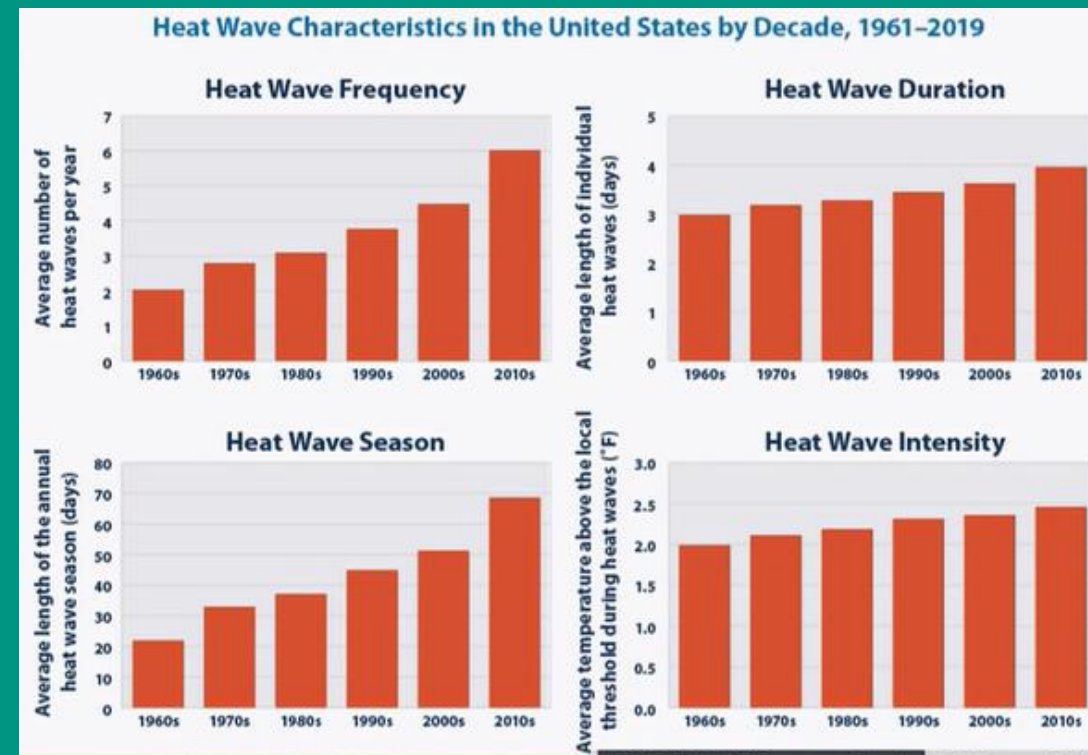 Heat Wave Characteristics in the United States by Decade, 1961–2019
Heat Wave Frequency
Average number of
heat waves per year
7
6
5
4
3
2
1
0
1960s 1970s 1980s 1990s 2000s 2010s
Heat Wave Duration
Average length of individual
heat waves (days)
5
4
3
2
1
0
1960s 1970s 1980s 1990s 2000s 2010s
Heat Wave Season
Average length of the annual
heat wave season (days)
80
70
60
50
40
30
20
10
0
1960s 1970s 1980s 1990s 2000s 2010s
Heat Wave Intensity
Average temperature above the local
threshold during heat waves (°F)
3.0
2.5
2.0
1.5
1.0
0.5
0.0
1960s 1970s 1980s 1990s 2000s 2010s